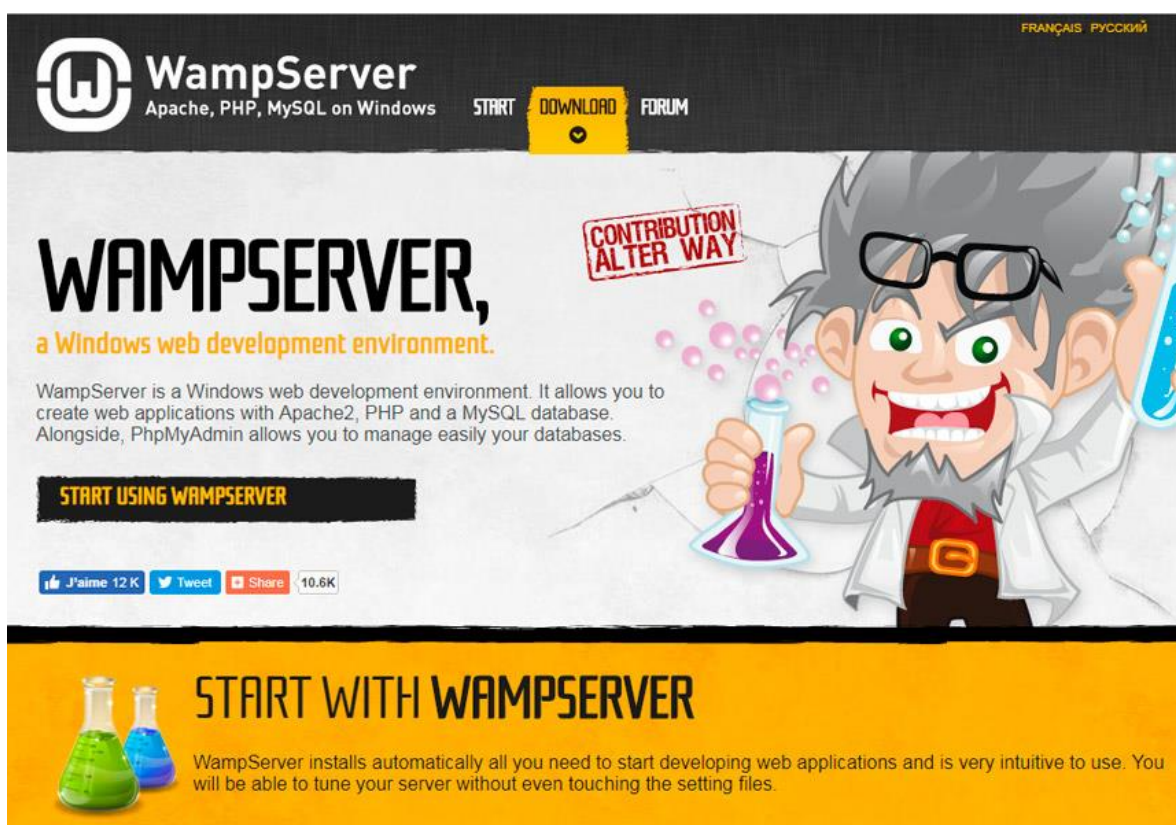 FRANÇAIS РУССКИЙ
WampServer
Apache, PHP, MySQL on Windows
START DOWNLOAD FORUM
CONTRIBUTION
ALTER WAY
WAMPSERVER,
a Windows web development environment.
WampServer is a Windows web development environment. It allows you to
create web applications with Apache2, PHP and a MySQL database.
Alongside, PhpMyAdmin allows you to manage easily your databases.
START USING WAMPSERVER
J'aime 12 K Tweet Share 10.6K
START WITH WAMPSERVER
WampServer installs automatically all you need to start developing web applications and is very intuitive to use. You
will be able to tune your server without even touching the setting files.